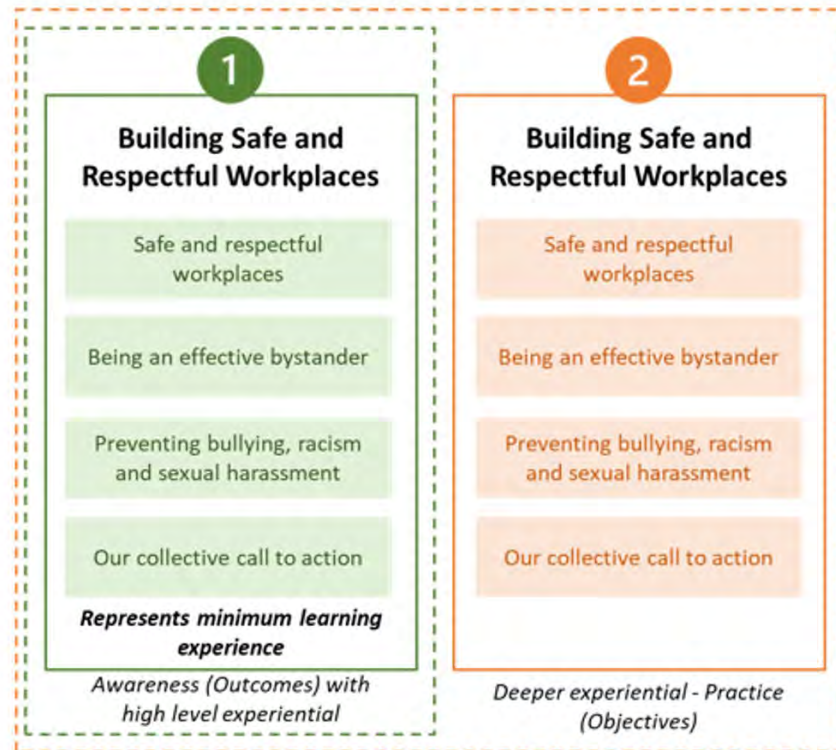 1
Building Safe and
Respectful Workplaces
Safe and respectful
workplaces
Being an effective bystander
Preventing bullying, racism
and sexual harassment
Our collective call to action
Represents minimum learning
experience
Awareness (Outcomes) with
high level experiential
2
Building Safe and
Respectful Workplaces
Safe and respectful
workplaces
Being an effective bystander
Preventing bullying, racism
and sexual harassment
Our collective call to action
Deeper experiential - Practice
(Objectives)